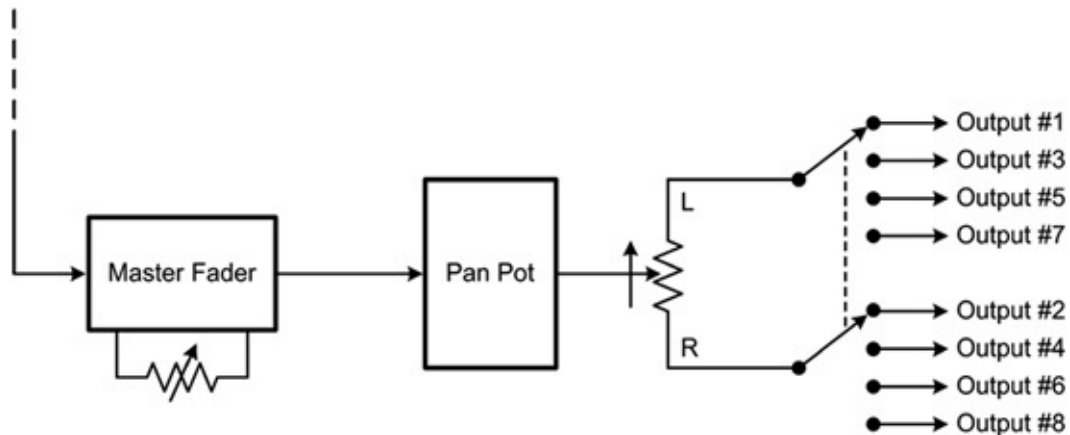 Output #1
Output #3
Output #5
Output #7
L
Master Fader
Pan Pot
R
Output #2
Output #4
Output #6
Output #8